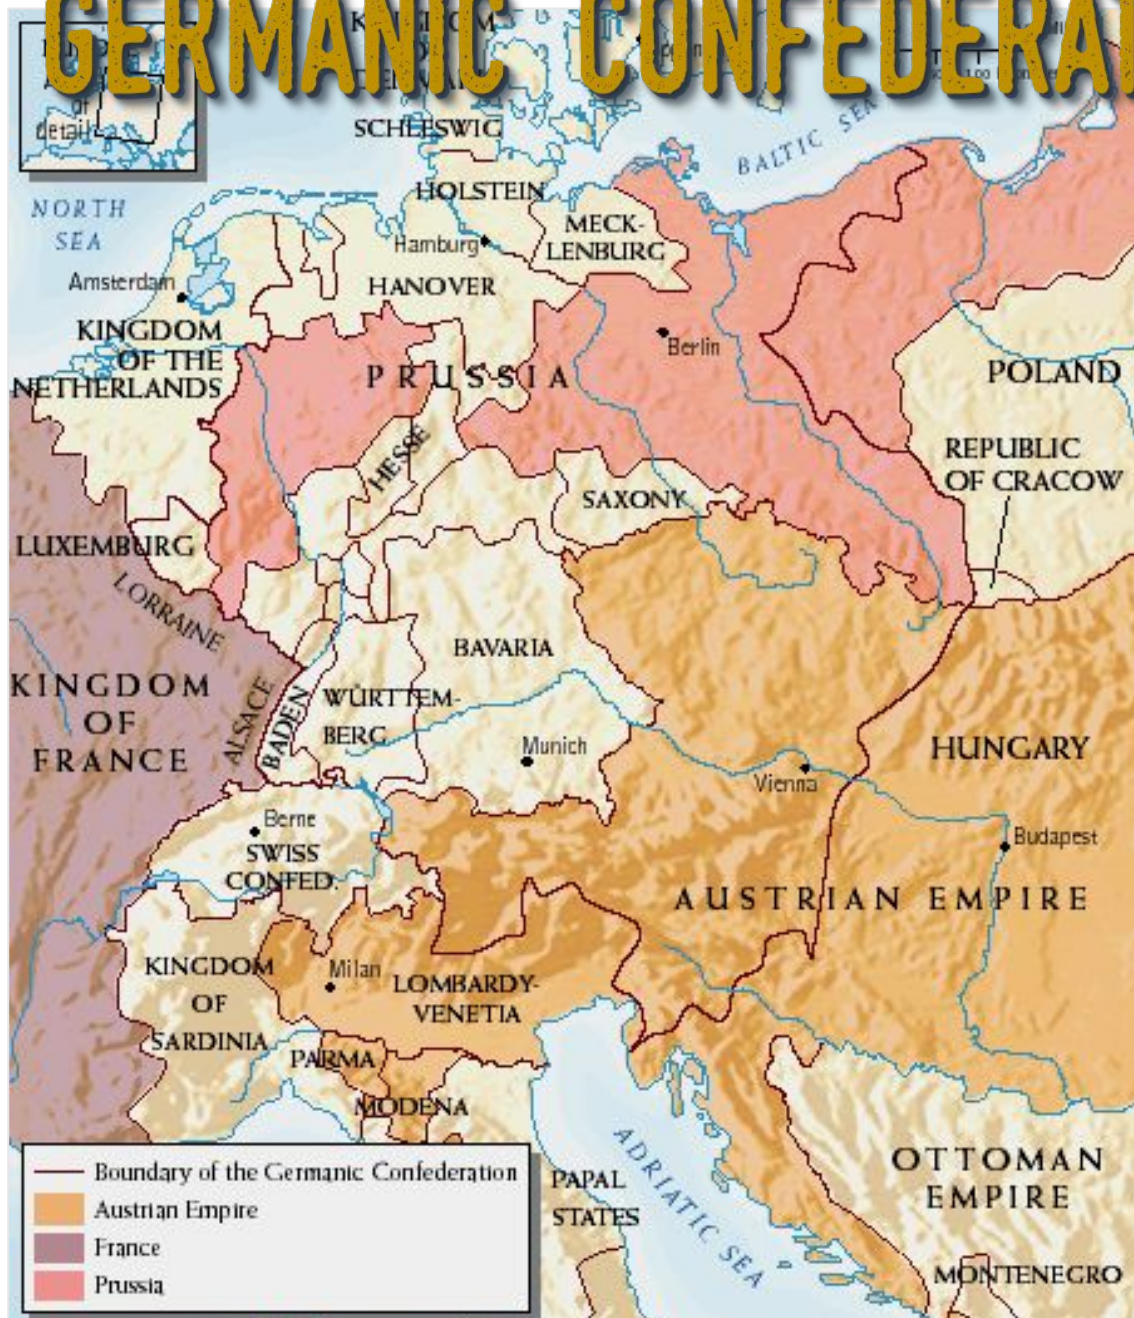 GERMANIC CONFEDERA
of
detail
SCHLESWIG
HOLSTEIN
BALTIC SEA
NORTH
SEA
MECK-
LENBURG
Hamburg
HANOVER
Amsterdam
KINGDOM
OF THE
NETHERLANDS
Berlin
PRUSSIA
POLAND
HESSE
REPUBLIC
OF CRACOW
SAXONY
LUXEMBURG
LORRAINE
BAVARIA
KINGDOM
OF
FRANCE
ALSACE
BADEN
WÜRTTEM-
BERG
Munich
Vienna
HUNGARY
Berne
SWISS
CONFED.
Budapest
AUSTRIAN EMPIRE
KINGDOM
OF
SARDINIA
Milan
LOMBARDY-
VENETIA
PARMA
MODENA
ADRIATIC SEA
PAPAL
STATES
OTTOMAN
EMPIRE
MONTENEGRO
Boundary of the Germanic Confederation
Austrian Empire
France
Prussia